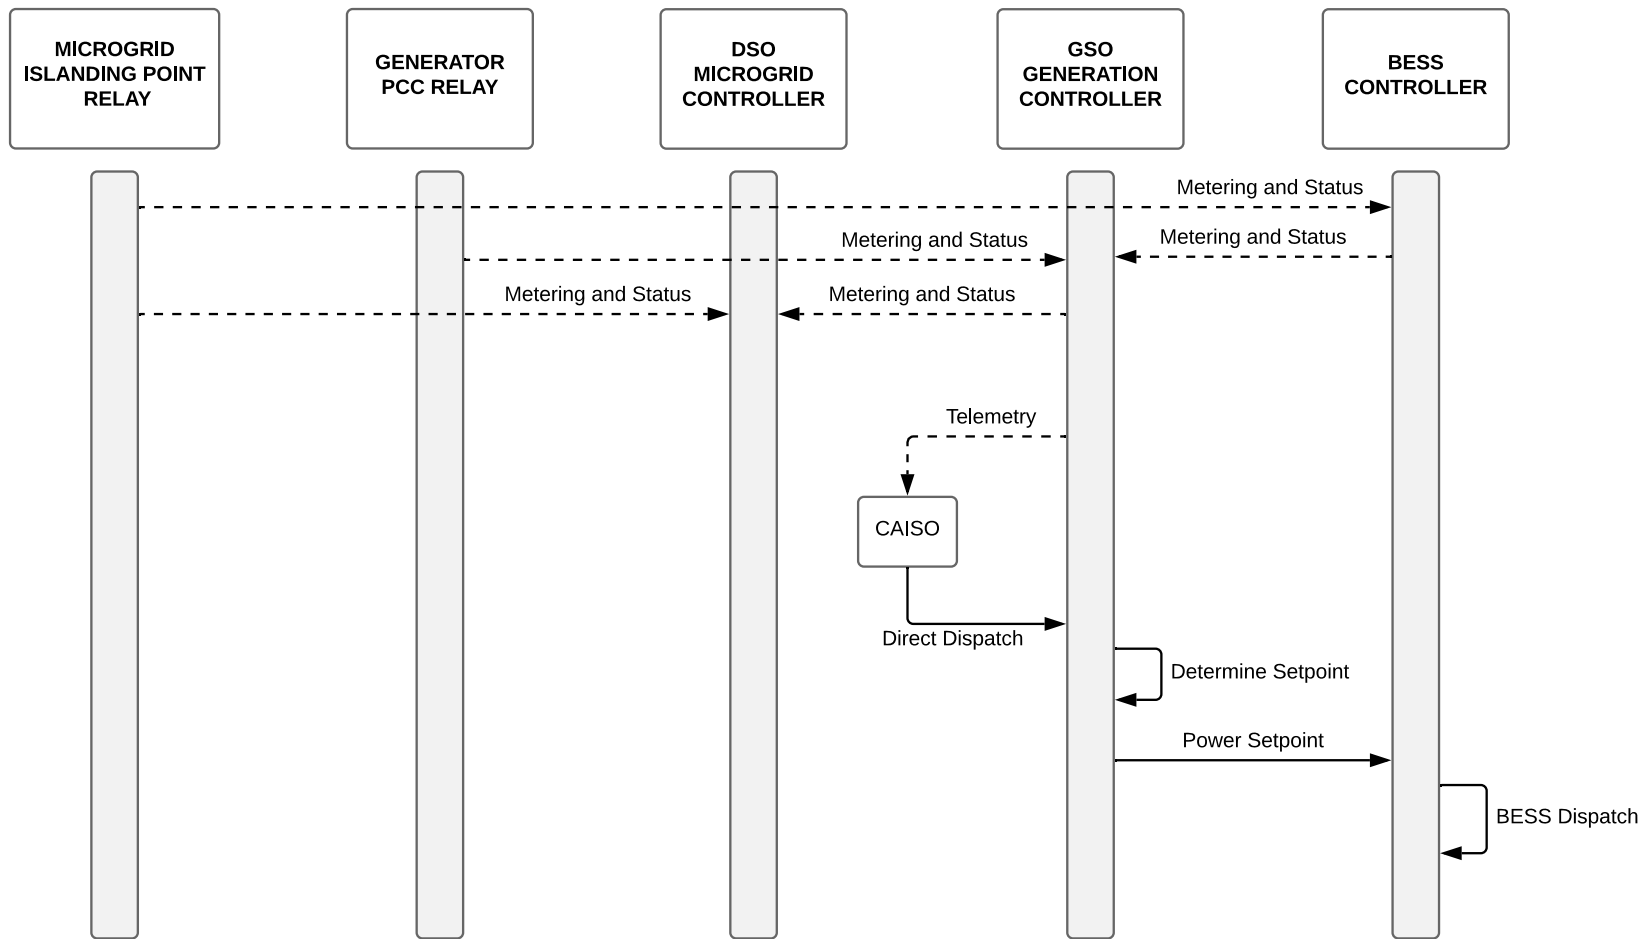 MICROGRID
ISLANDING POINT
RELAY
GENERATOR
PCC RELAY
DSO
MICROGRID
CONTROLLER
GSO
GENERATION
CONTROLLER
BESS
CONTROLLER
Metering and Status
Metering and Status
Metering and Status
Metering and Status
Metering and Status
Telemetry
CAISO
Direct Dispatch
Determine Setpoint
Power Setpoint
BESS Dispatch